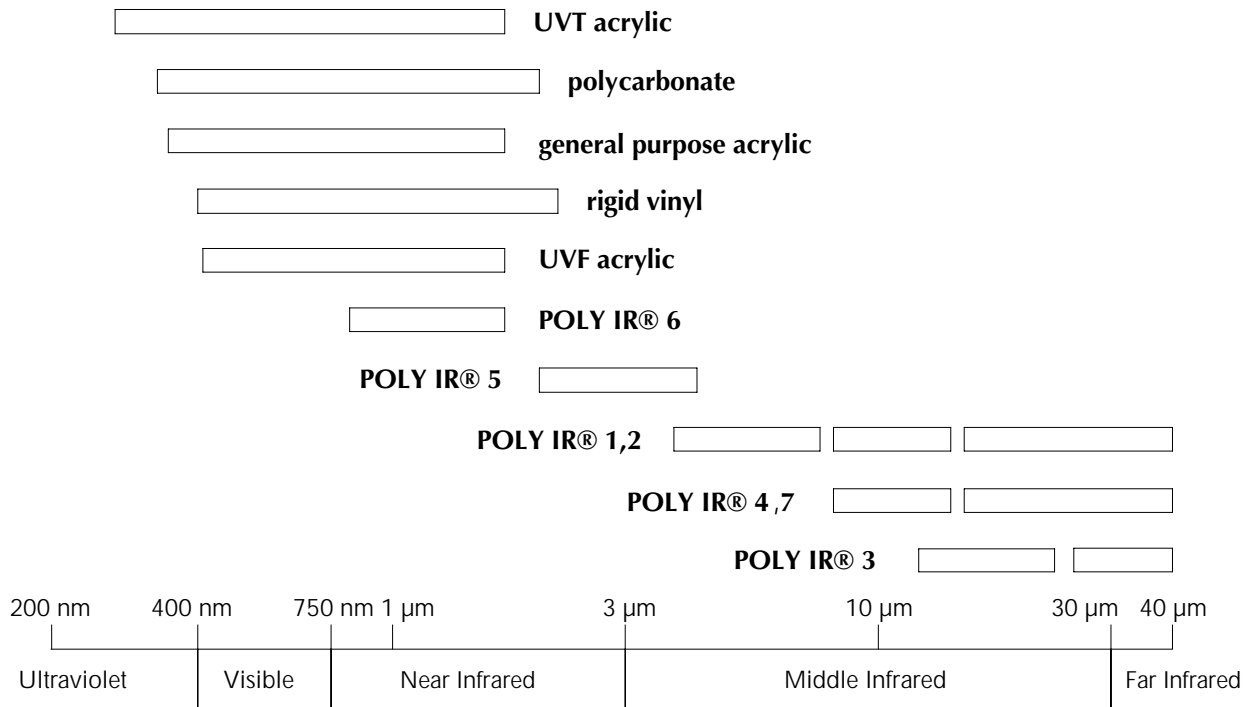 UVT acrylic
polycarbonate
general purpose acrylic
rigid vinyl
UVF acrylic
POLY IR® 6
POLY IR® 5
POLY IR® 1,2
POLY IR® 4 ,7
POLY IR® 3
200 nm 400 nm 750 nm 1 µm 3 µm 10 µm 30 µm 40 µm
Ultraviolet Visible Near Infrared Middle Infrared Far Infrared